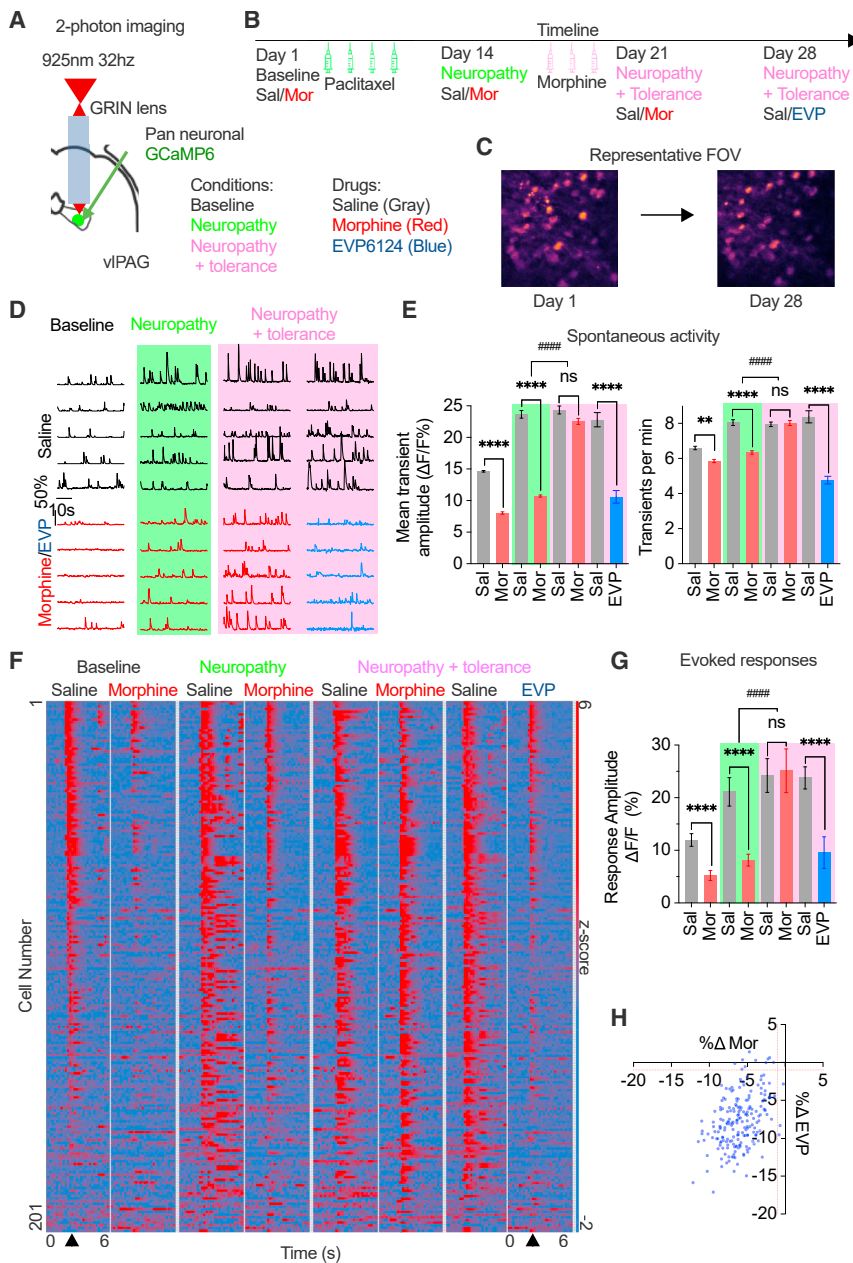 A
2-photon imaging
925nm 32hz
GRIN lens
Pan neuronal
GCaMP6
vlPAG
Conditions:
Baseline
Neuropathy
Neuropathy
+ tolerance
Drugs:
Saline (Gray)
Morphine (Red)
EVP6124 (Blue)
B
Timeline
Day 1
Baseline
Sal/Mor
Paclitaxel
Day 14
Neuropathy
Sal/Mor
Morphine
Day 21
Neuropathy
+ Tolerance
Sal/Mor
Day 28
Neuropathy
+ Tolerance
Sal/EVP
C
Representative FOV
Day 1
Day 28
D
Baseline
Neuropathy
Neuropathy
+ tolerance
Saline
50%
10s
Morphine/EVP
E
Spontaneous activity
####
**** ns ****
****
Mean transient
amplitude (ΔF/F%)
25
20
15
10
5
0
Sal Mor Sal Mor Sal Mor Sal EVP
####
** **** ns ****
Transients per min
8
6
4
2
0
Sal Mor Sal Mor Sal Mor Sal EVP
F
Baseline Neuropathy Neuropathy + tolerance
Saline Morphine Saline Morphine Saline Morphine Saline EVP
1
Cell Number
201
6
z-score
-2
0 6 0 6
Time (s)
G
Evoked responses
####
ns
**** **** ****
Response Amplitude
ΔF/F (%)
30
20
10
0
Sal Mor Sal Mor Sal Mor Sal EVP
H
%Δ Mor
%Δ EVP
5
-20 -15 -10 -5 5
-5
-10
-15
-20